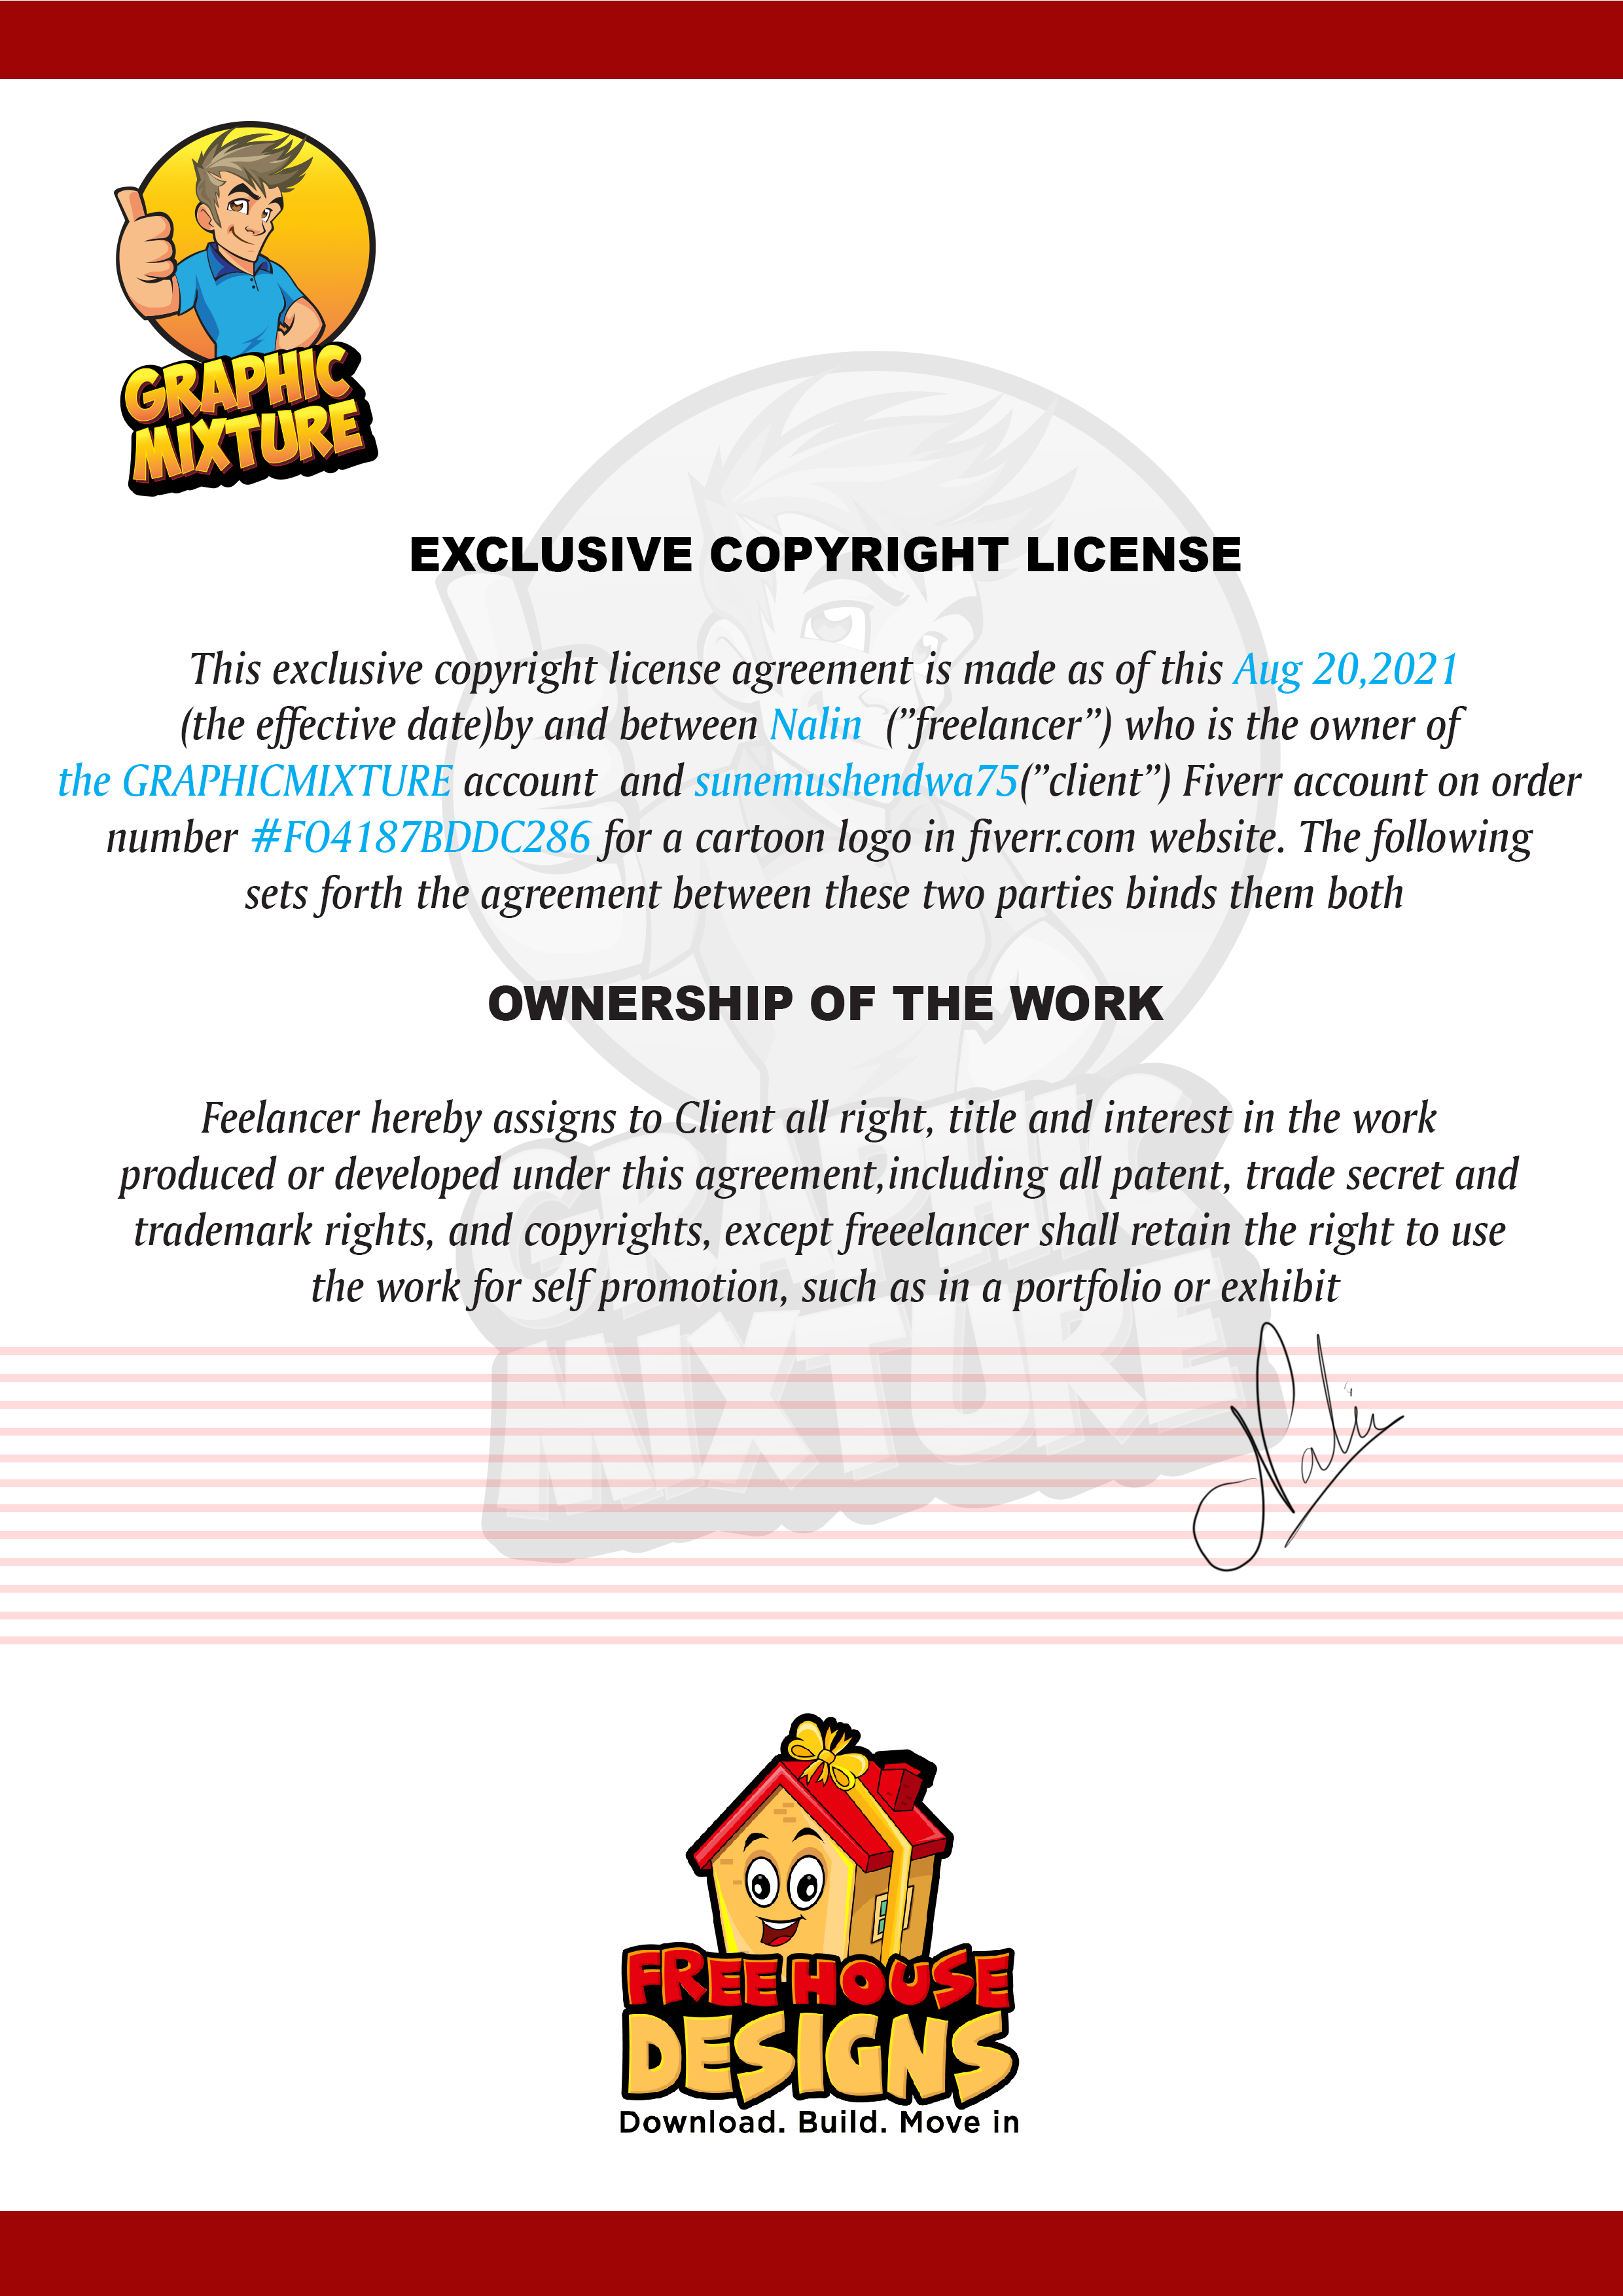 GRAPHIC
MIXTURE
EXCLUSIVE COPYRIGHT LICENSE
This exclusive copyright license agreement is made as of this Aug 20,2021
(the effective date)by and between Nalin  (”freelancer”) who is the owner of
the GRAPHICMIXTURE account  and sunemushendwa75(”client”) Fiverr account on order
number #FO4187BDDC286 for a cartoon logo in fiverr.com website. The following
sets forth the agreement between these two parties binds them both
OWNERSHIP OF THE WORK
Feelancer hereby assigns to Client all right, title and interest in the work
produced or developed under this agreement,including all patent, trade secret and
trademark rights, and copyrights, except freeelancer shall retain the right to use
the work for self promotion, such as in a portfolio or exhibit
GRAPHIC
MIXTURE
Nalin
FREE HOUSE
DESIGNS
Download. Build. Move in